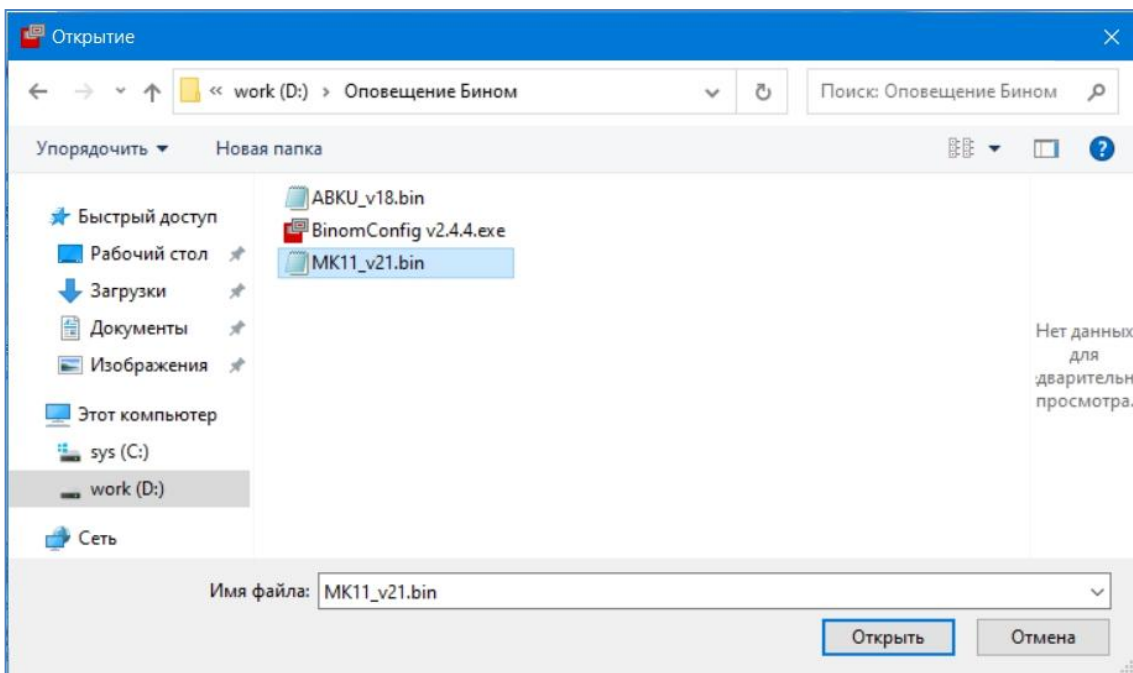 Открытие
« work (D:) › Оповещение Бином
Поиск: Оповещение Бином
Упорядочить
Новая папка
Быстрый доступ
Рабочий стол
Загрузки
Документы
Изображения
Этот компьютер
sys (C:)
work (D:)
Сеть
ABKU_v18.bin
BinomConfig v2.4.4.exe
MK11_v21.bin
Нет данных
для
едварительн
просмотра.
Имя файла: MK11_v21.bin
Открыть
Отмена